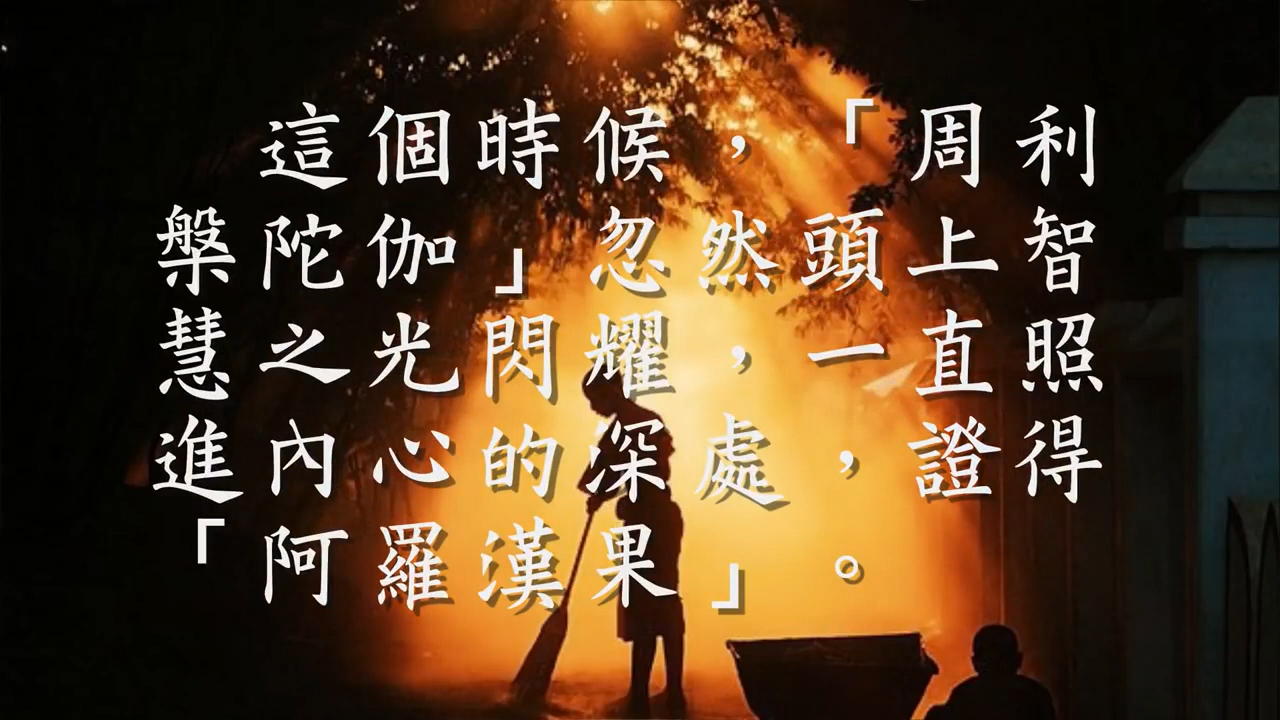 這個時候，「周利
槃陀伽」忽然頭上智
慧之光閃耀，一直照
進內心的深處，證得
「阿羅漢果」。